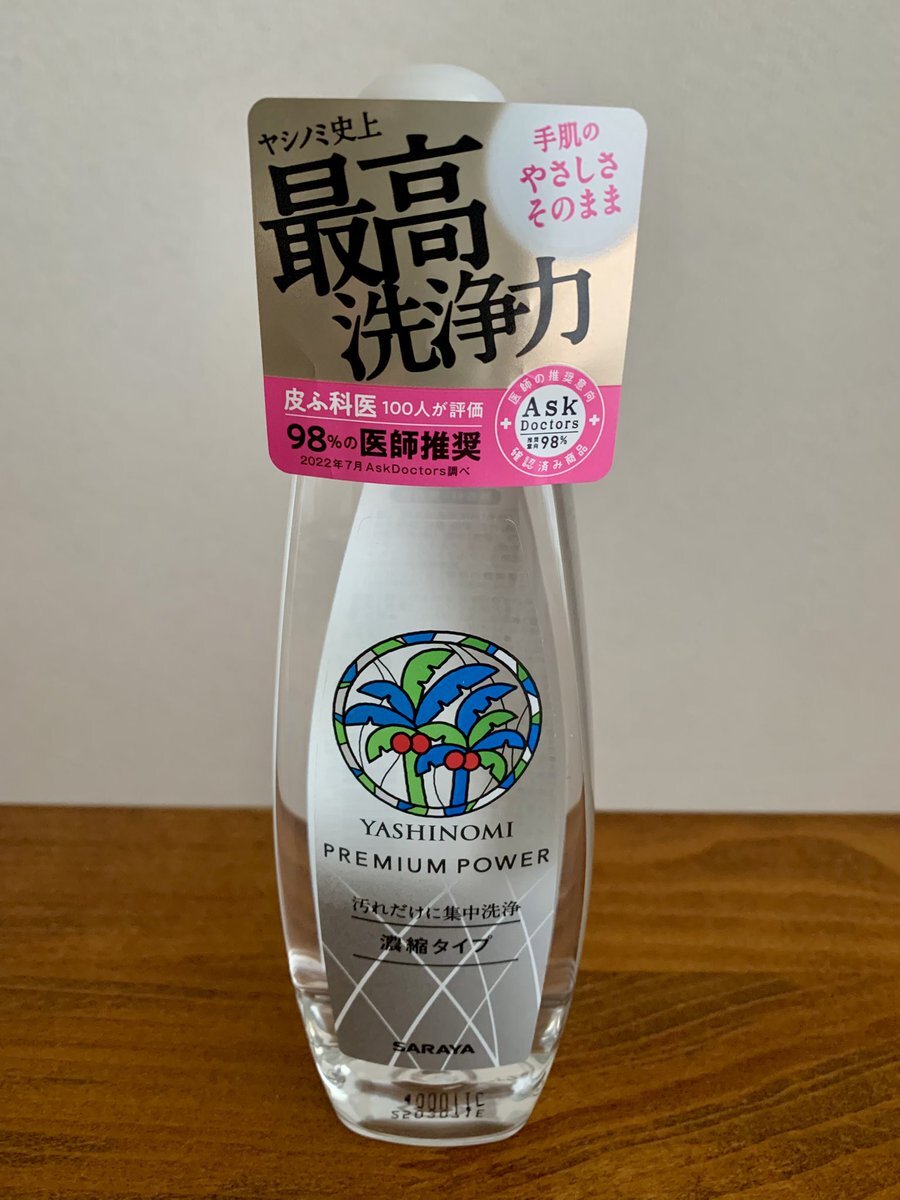 ヤシノミ史上
最高
洗浄力
手肌の
やさしさ
そのまま
皮ふ科医 100人が評価
98%の医師推奨
2022年7月AskDoctors調べ
医師の推奨意向
Ask
Doctors
推奨意向 98%
確認済み商品
YASHINOMI
PREMIUM POWER
汚れだけに集中洗浄
濃縮タイプ
SARAYA